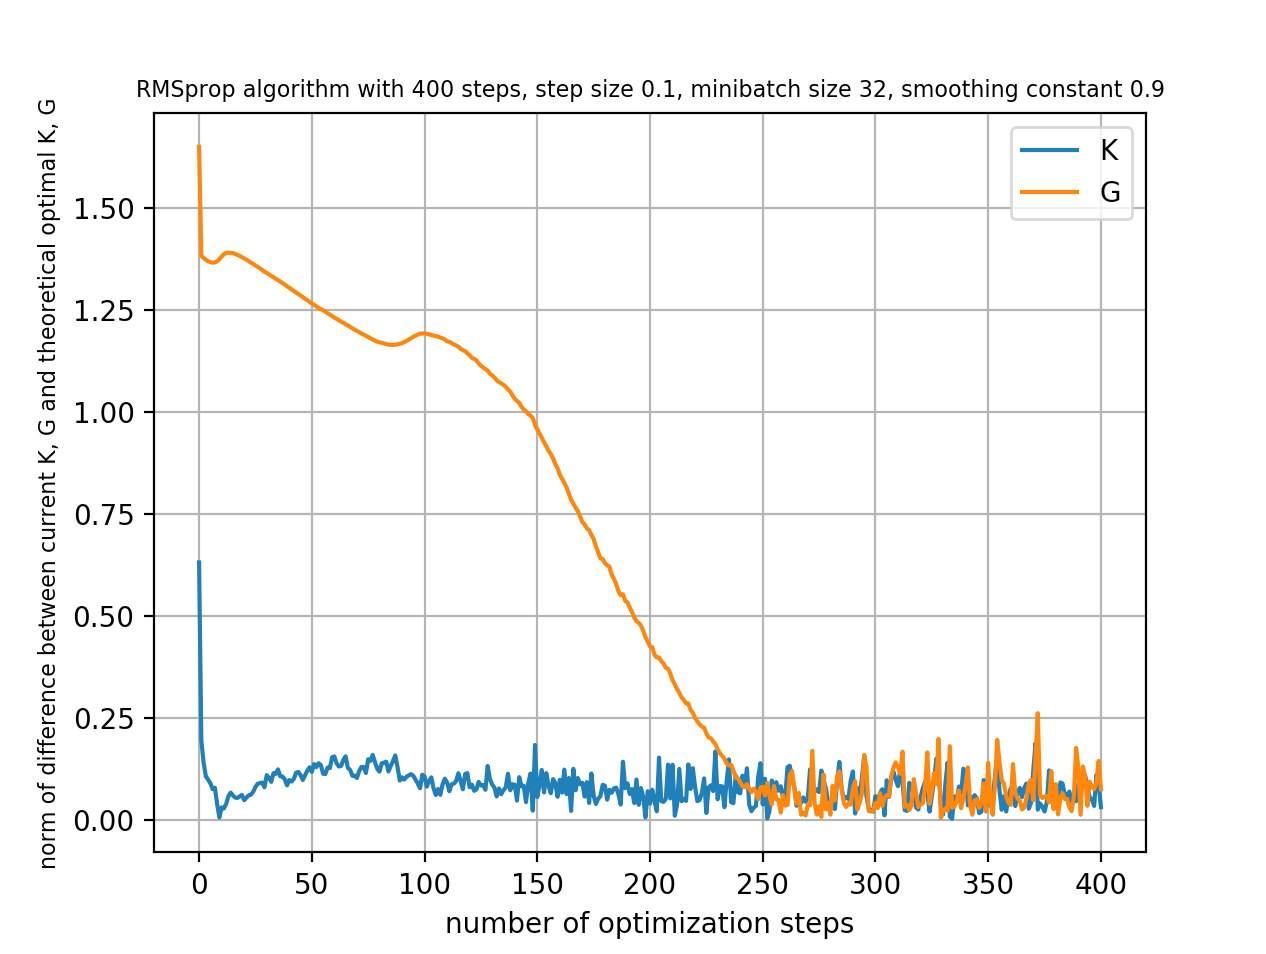 RMSprop algorithm with 400 steps, step size 0.1, minibatch size 32, smoothing constant 0.9
norm of difference between current K, G and theoretical optimal K, G
1.50
1.25
1.00
0.75
0.50
0.25
0.00
K
G
0 50 100 150 200 250 300 350 400
number of optimization steps